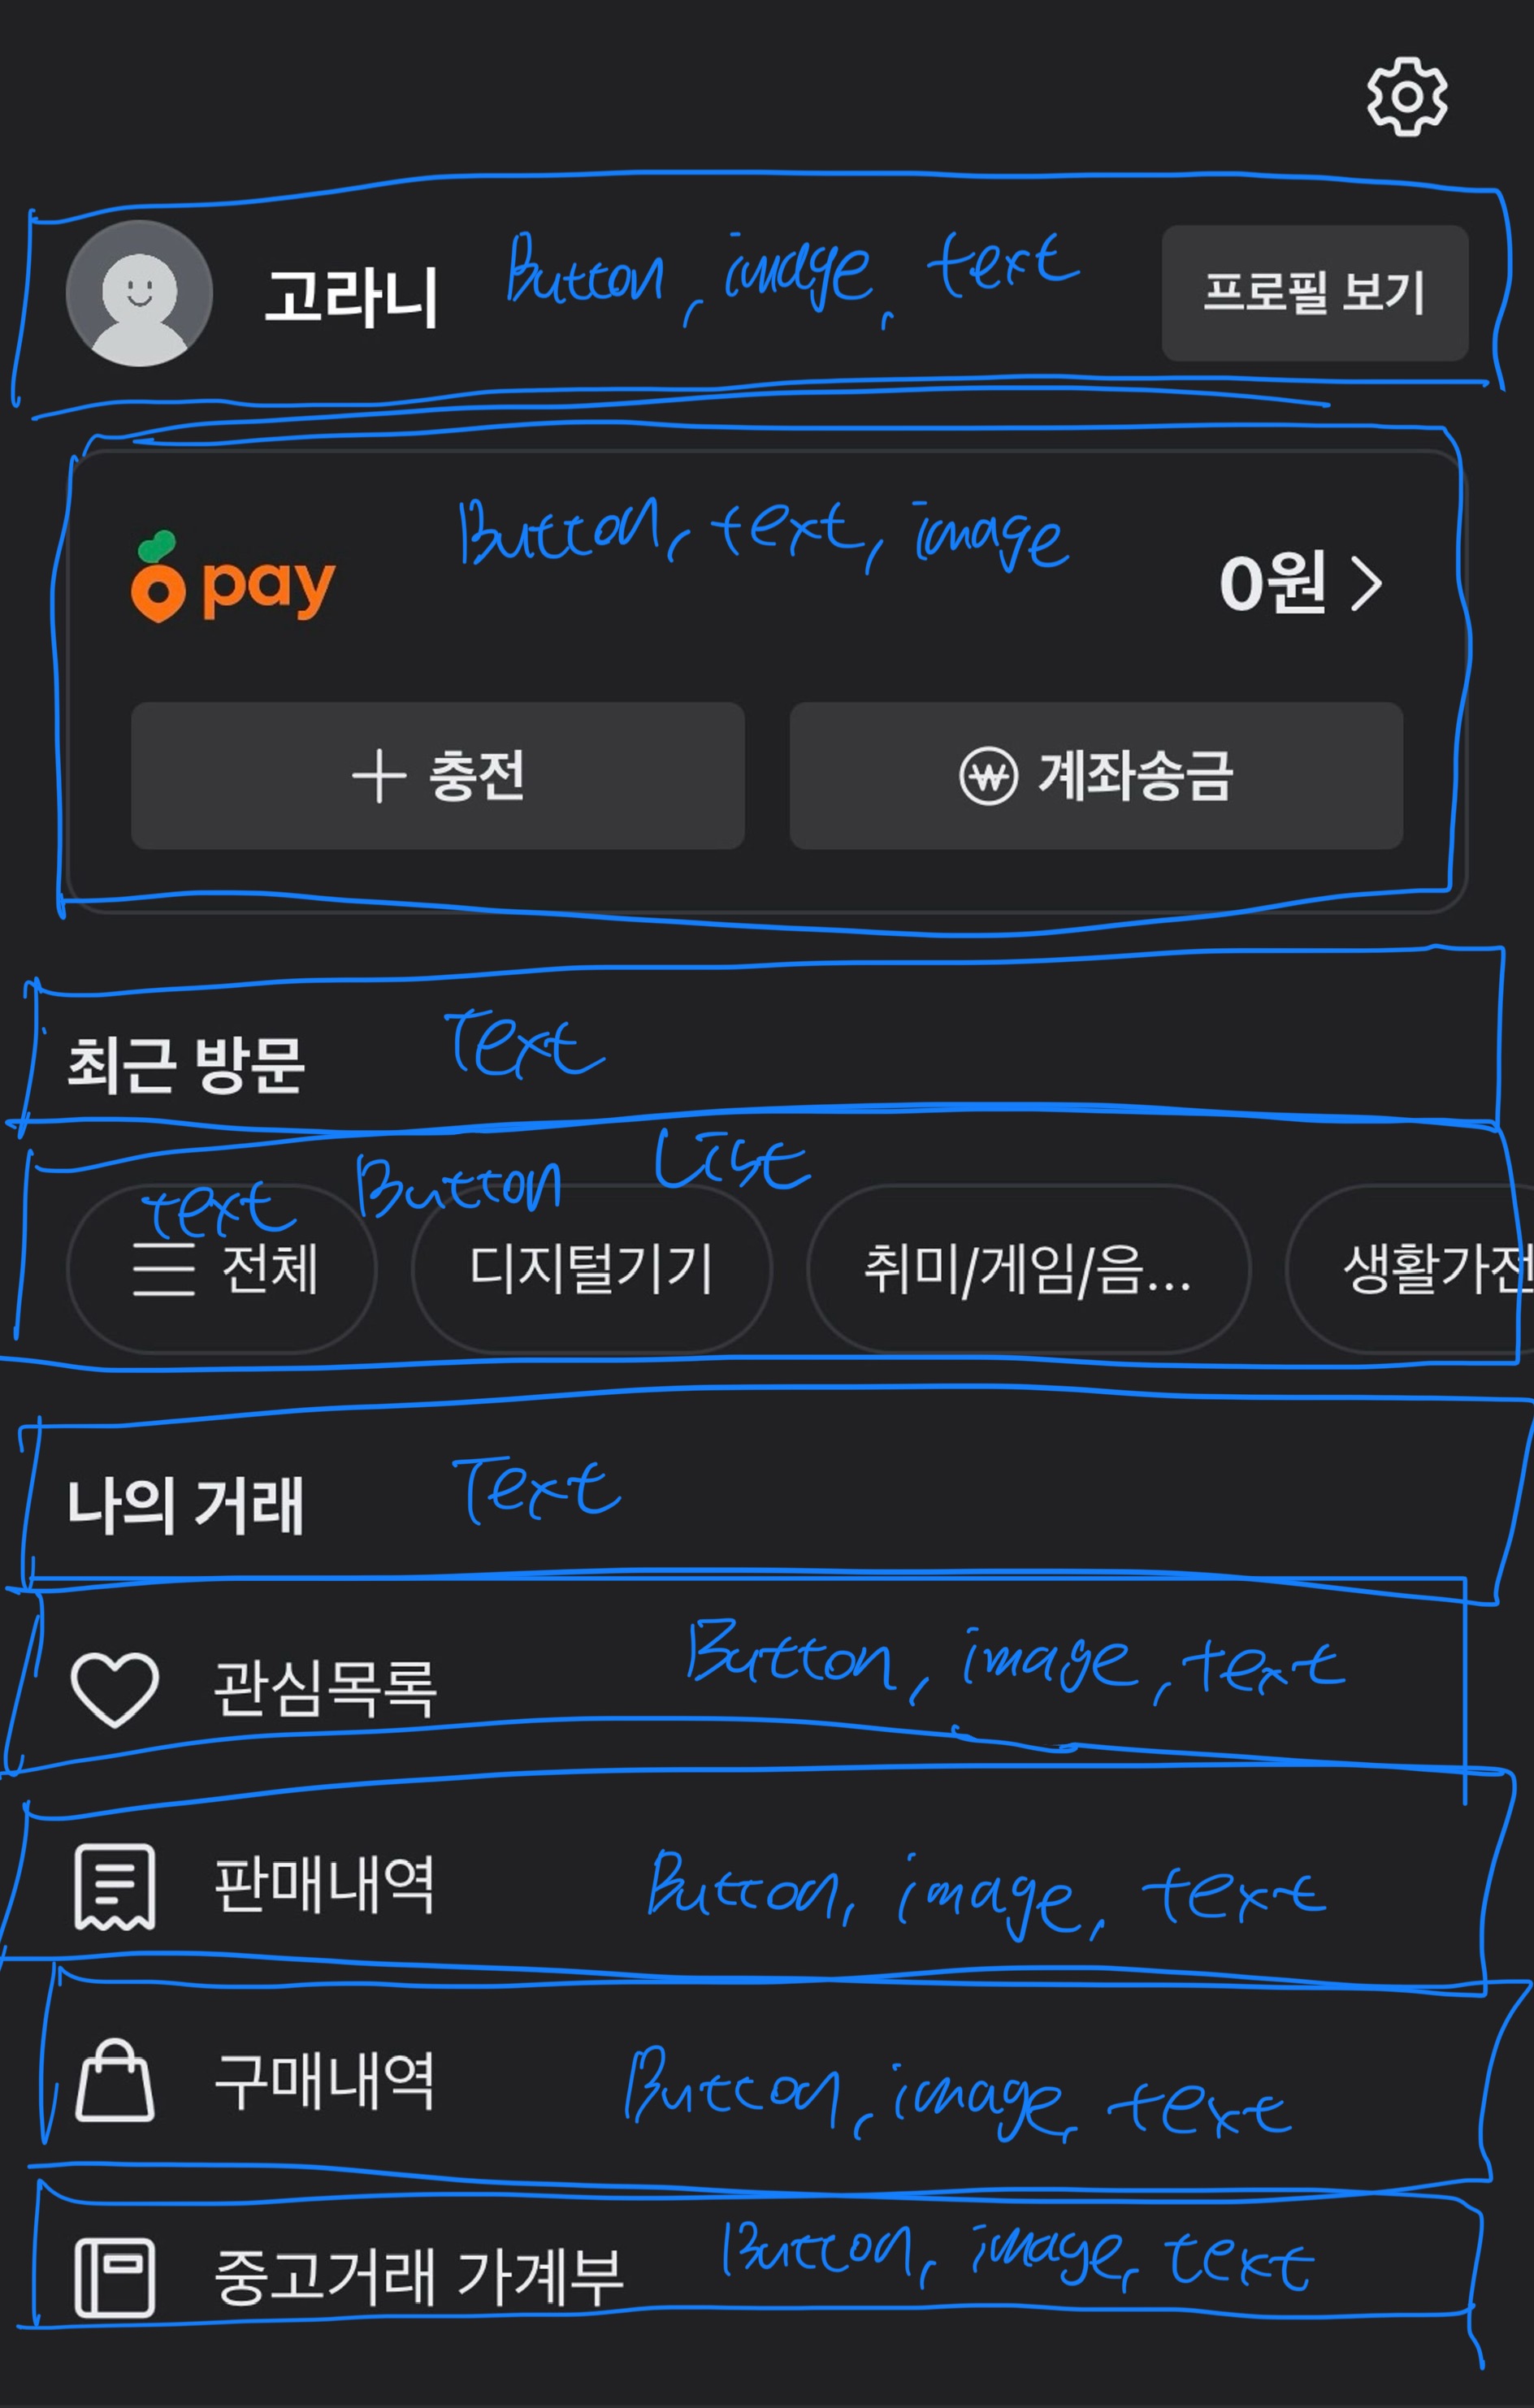 고라니 Button, image, text 프로필 보기
Button, text, image
pay 0원
충전 계좌송금
최근 방문 Text
text Button List
전체 디지털기기 취미/게임/음... 생활가전
나의 거래 Text
관심목록 Button, image, text
판매내역 Button, image, text
구매내역 Button, image, text
중고거래 가계부 Button, image, text